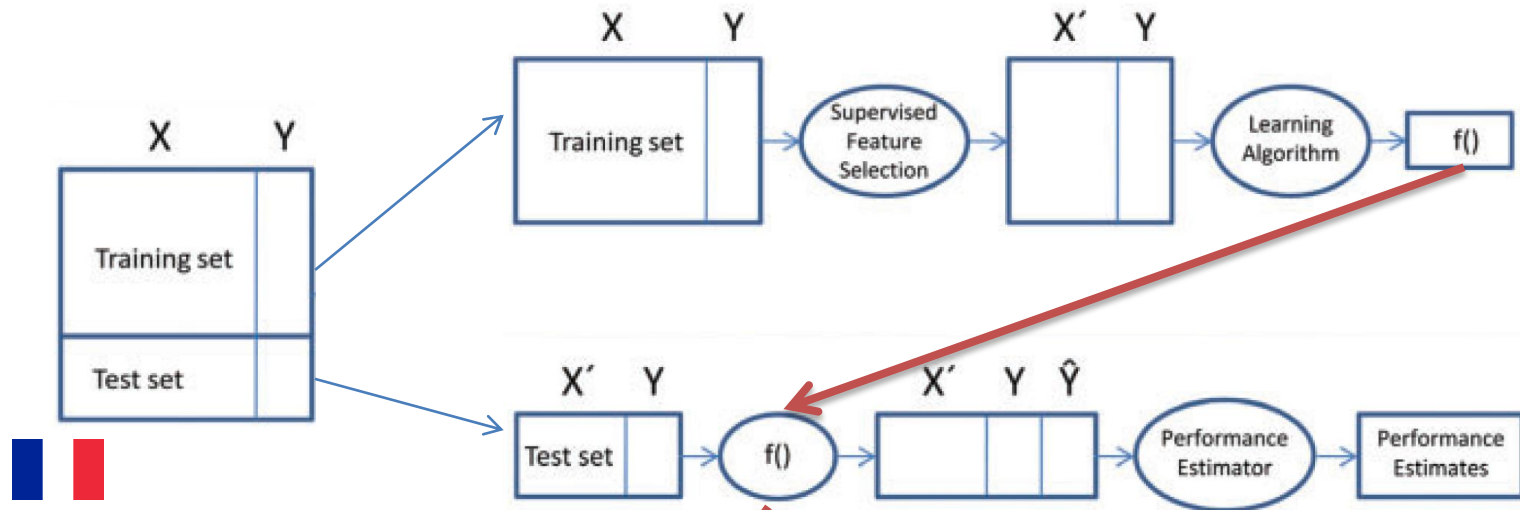 X Y
Training set
Test set
X Y
Training set
Supervised
Feature
Selection
X´ Y
Learning
Algorithm
f()
X´ Y
Test set
f()
X´ Y Ŷ
Performance
Estimator
Performance
Estimates